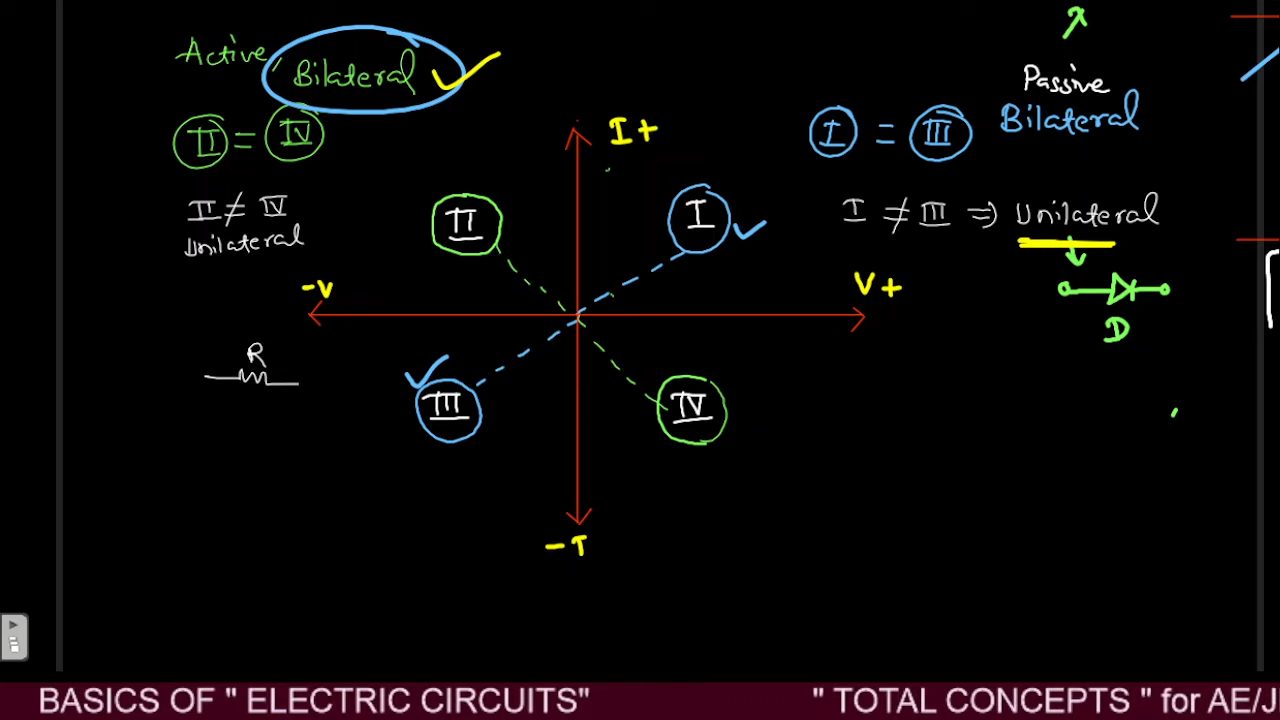 Active, Bilateral
II = IV
II ≠ IV
Unilateral
R
I+
II
I
-V
V+
III
IV
-I
Passive
I = III Bilateral
I ≠ III ⇒ Unilateral
D
BASICS OF " ELECTRIC CIRCUITS"
" TOTAL CONCEPTS " for AE/J